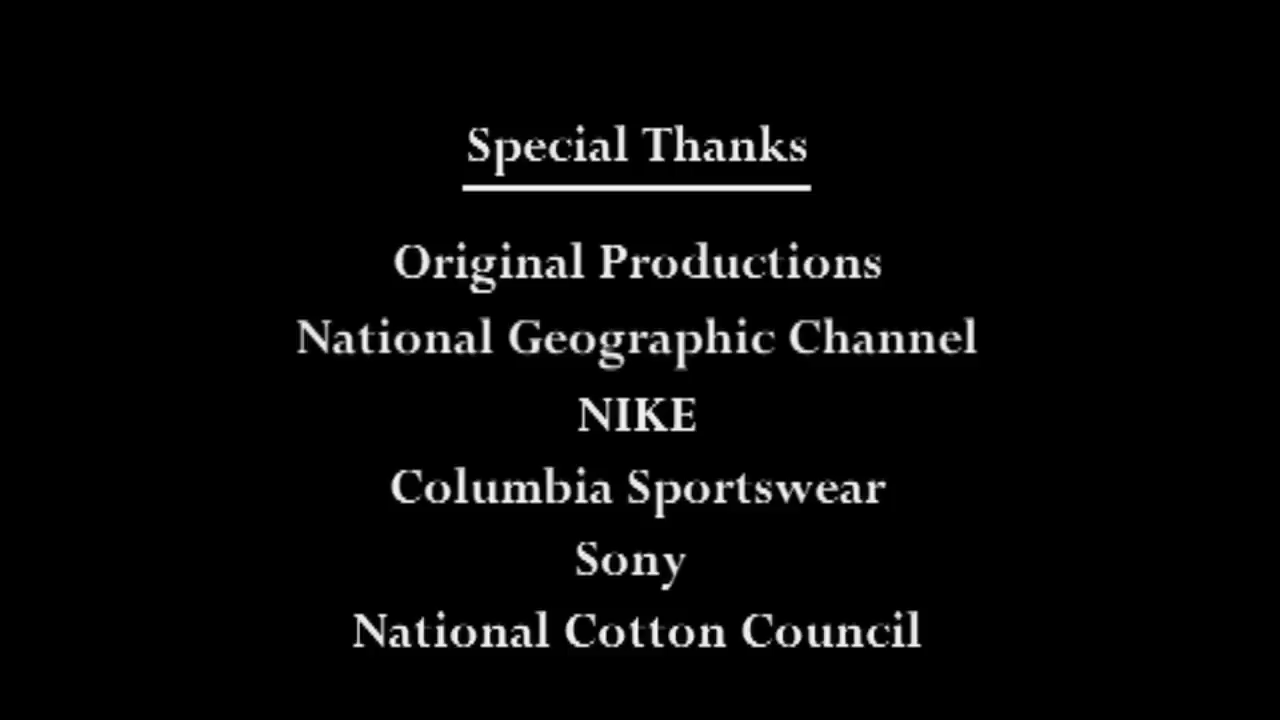 Special Thanks
Original Productions
National Geographic Channel
NIKE
Columbia Sportswear
Sony
National Cotton Council